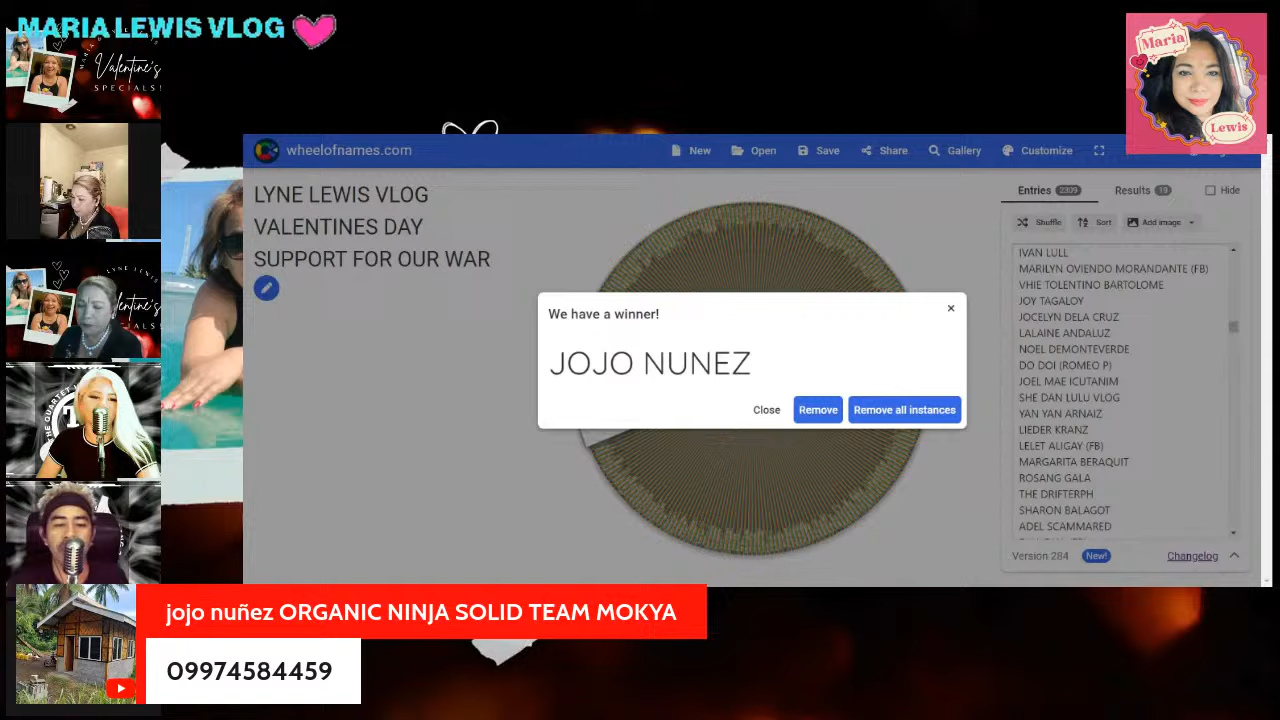 MARIA LEWIS VLOG
Maria
Lewis
Valentine's
SPECIALS!
wheelofnames.com
New
Open
Save
Share
Gallery
Customize
LYNE LEWIS VLOG
VALENTINES DAY
SUPPORT FOR OUR WAR
Entries 2309
Results 19
Hide
Shuffle
Sort
Add image
IVAN LULL
MARILYN OVIENDO MORANDANTE (FB)
VHIE TOLENTINO BARTOLOME
JOY TAGALOY
JOCELYN DELA CRUZ
LALAINE ANDALUZ
NOEL DEMONTEVERDE
DO DOI (ROMEO P)
JOEL MAE ICUTANIM
SHE DAN LULU VLOG
YAN YAN ARNAIZ
LIEDER KRANZ
LELET ALIGAY (FB)
MARGARITA BERAQUIT
ROSANG GALA
THE DRIFTERPH
SHARON BALAGOT
ADEL SCAMMARED
Version 284
New!
Changelog
We have a winner!
JOJO NUNEZ
Close
Remove
Remove all instances
jojo nuñez ORGANIC NINJA SOLID TEAM MOKYA
09974584459